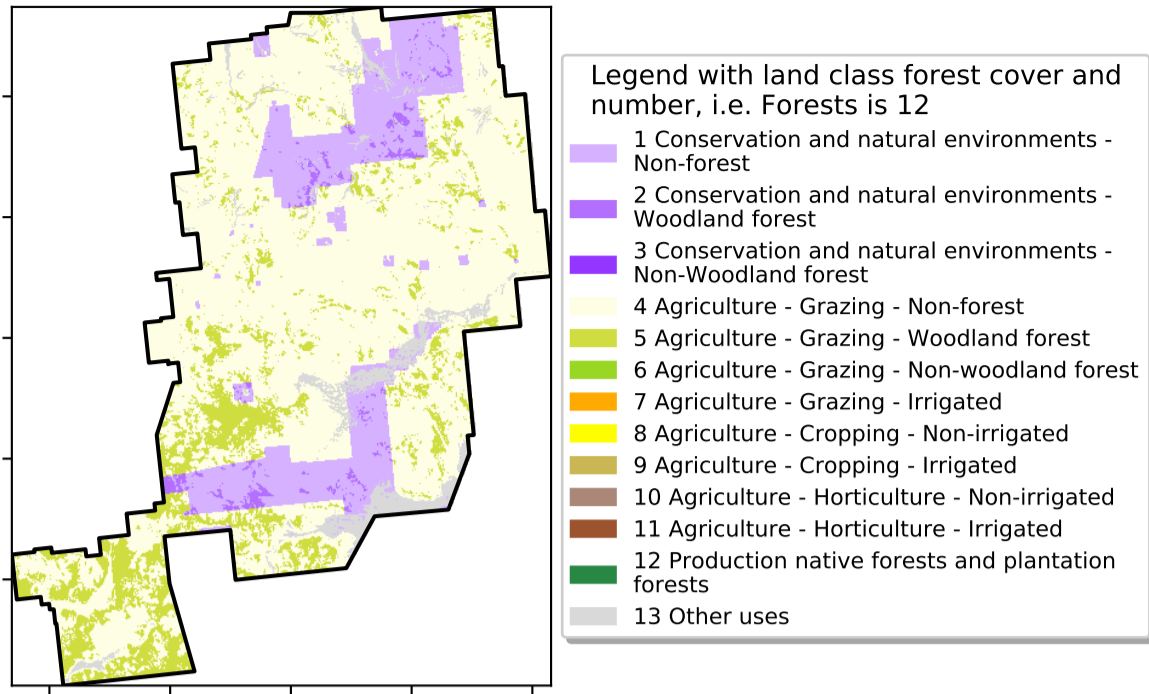 Legend with land class forest cover and
number, i.e. Forests is 12
1 Conservation and natural environments -
Non-forest
2 Conservation and natural environments -
Woodland forest
3 Conservation and natural environments -
Non-Woodland forest
4 Agriculture - Grazing - Non-forest
5 Agriculture - Grazing - Woodland forest
6 Agriculture - Grazing - Non-woodland forest
7 Agriculture - Grazing - Irrigated
8 Agriculture - Cropping - Non-irrigated
9 Agriculture - Cropping - Irrigated
10 Agriculture - Horticulture - Non-irrigated
11 Agriculture - Horticulture - Irrigated
12 Production native forests and plantation
forests
13 Other uses